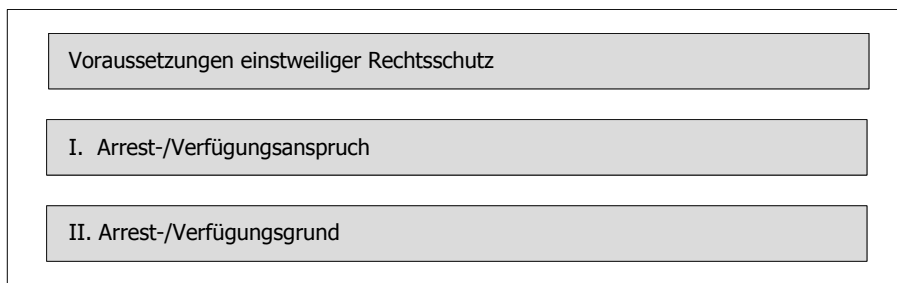 Voraussetzungen einstweiliger Rechtsschutz
I. Arrest-/Verfügungsanspruch
II. Arrest-/Verfügungsgrund